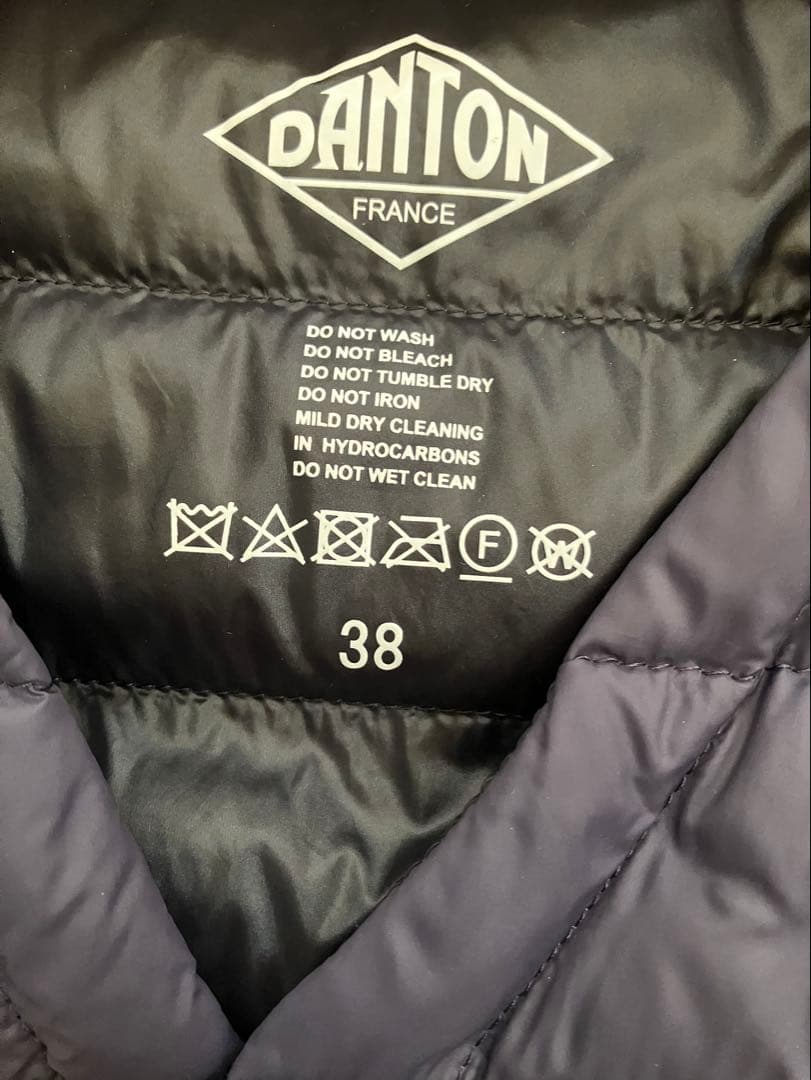 DANTON
FRANCE
DO NOT WASH
DO NOT BLEACH
DO NOT TUMBLE DRY
DO NOT IRON
MILD DRY CLEANING
IN HYDROCARBONS
DO NOT WET CLEAN
F W
38